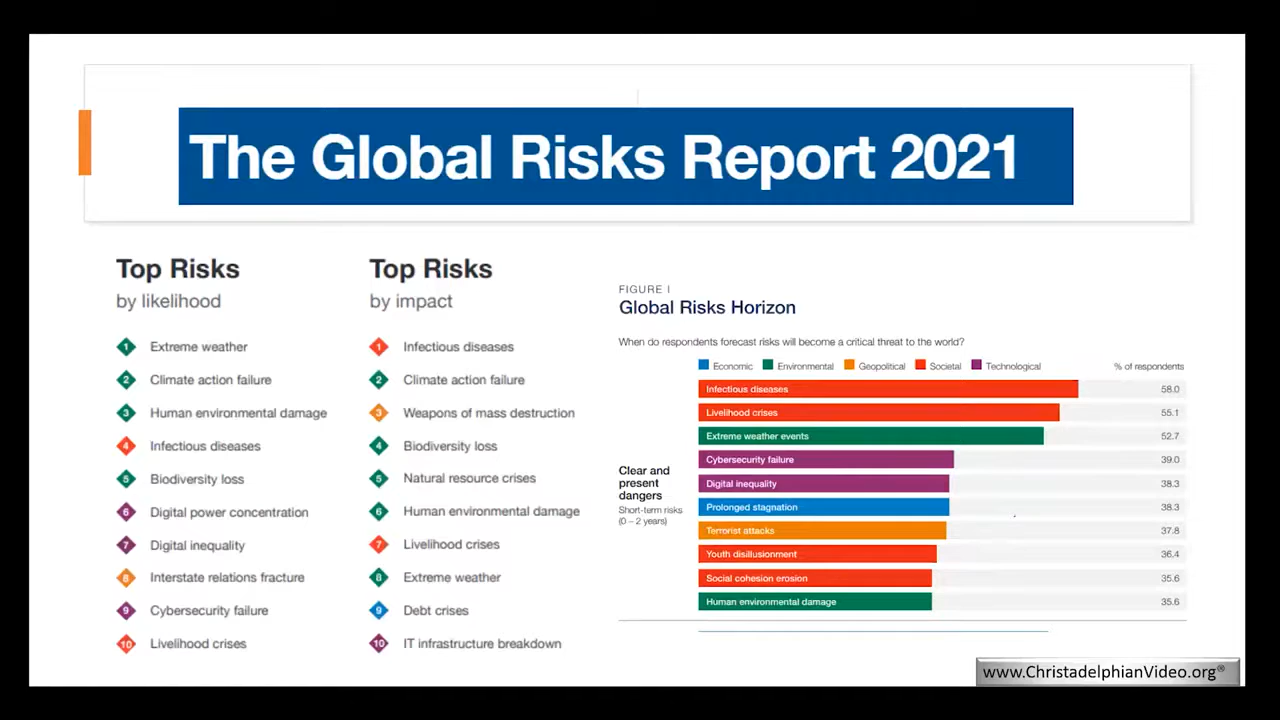 The Global Risks Report 2021
Top Risks
by likelihood
1 Extreme weather
2 Climate action failure
3 Human environmental damage
4 Infectious diseases
5 Biodiversity loss
6 Digital power concentration
7 Digital inequality
8 Interstate relations fracture
9 Cybersecurity failure
10 Livelihood crises
Top Risks
by impact
1 Infectious diseases
2 Climate action failure
3 Weapons of mass destruction
4 Biodiversity loss
5 Natural resource crises
6 Human environmental damage
7 Livelihood crises
8 Extreme weather
9 Debt crises
10 IT infrastructure breakdown
FIGURE I
Global Risks Horizon
When do respondents forecast risks will become a critical threat to the world?
Economic Environmental Geopolitical Societal Technological % of respondents
Clear and
present
dangers
Short-term risks
(0 – 2 years)
Infectious diseases 58.0
Livelihood crises 55.1
Extreme weather events 52.7
Cybersecurity failure 39.0
Digital inequality 38.3
Prolonged stagnation 38.3
Terrorist attacks 37.8
Youth disillusionment 36.4
Social cohesion erosion 35.6
Human environmental damage 35.6
www.ChristadelphianVideo.org®